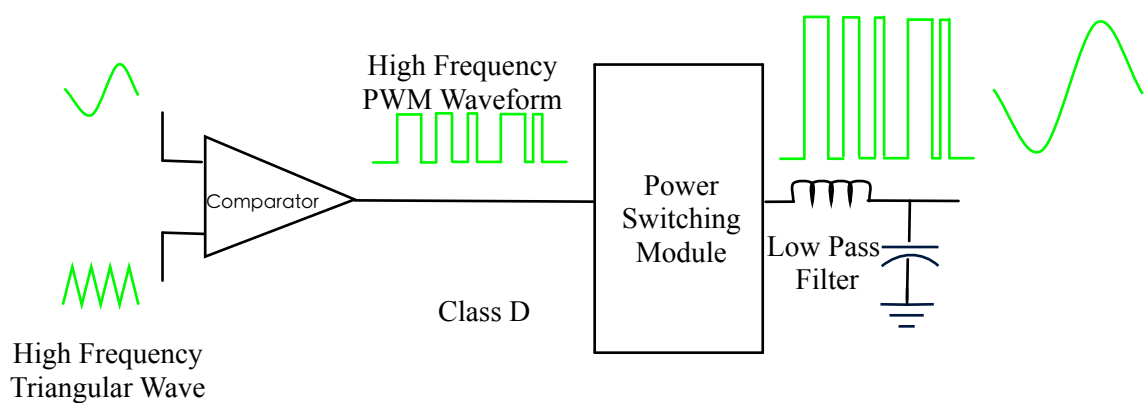 High Frequency
PWM Waveform
Comparator
Power
Switching
Module
Low Pass
Filter
Class D
High Frequency
Triangular Wave